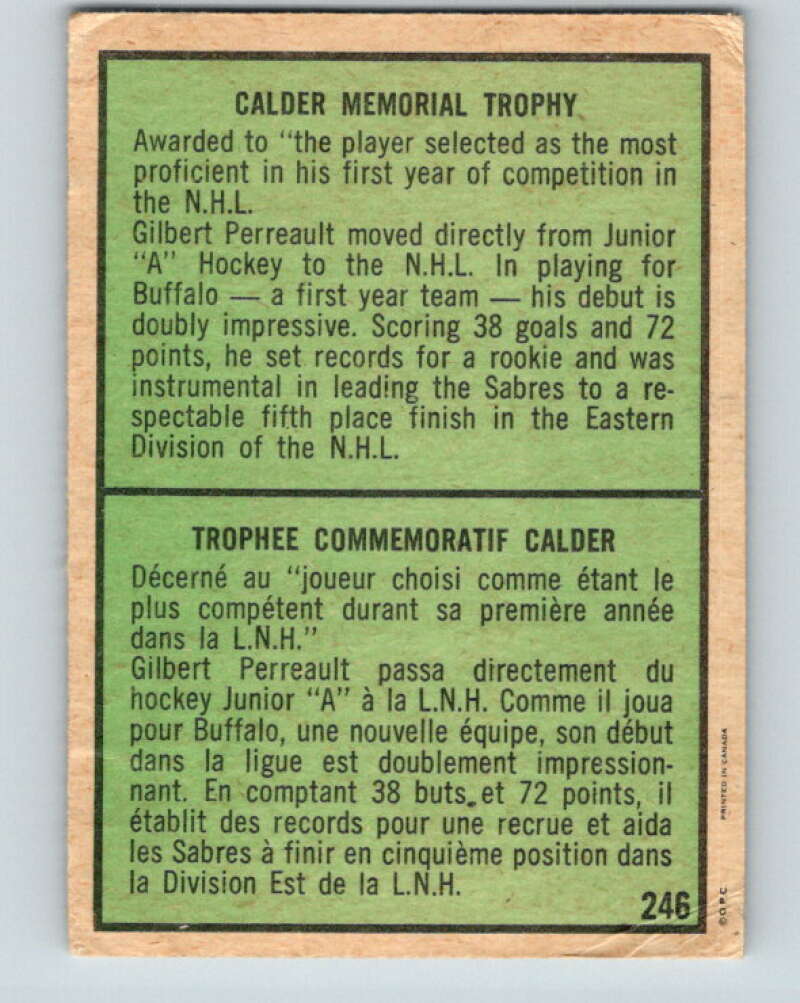 CALDER MEMORIAL TROPHY
Awarded to "the player selected as the most
proficient in his first year of competition in
the N.H.L.
Gilbert Perreault moved directly from Junior
"A" Hockey to the N.H.L. In playing for
Buffalo — a first year team — his debut is
doubly impressive. Scoring 38 goals and 72
points, he set records for a rookie and was
instrumental in leading the Sabres to a re-
spectable fifth place finish in the Eastern
Division of the N.H.L.
TROPHEE COMMEMORATIF CALDER
Décerné au "joueur choisi comme étant le
plus compétent durant sa première année
dans la L.N.H."
Gilbert Perreault passa directement du
hockey Junior "A" à la L.N.H. Comme il joua
pour Buffalo, une nouvelle équipe, son début
dans la ligue est doublement impression-
nant. En comptant 38 buts et 72 points, il
établit des records pour une recrue et aida
les Sabres à finir en cinquième position dans
la Division Est de la L.N.H.
246
©O.P.C. PRINTED IN CANADA